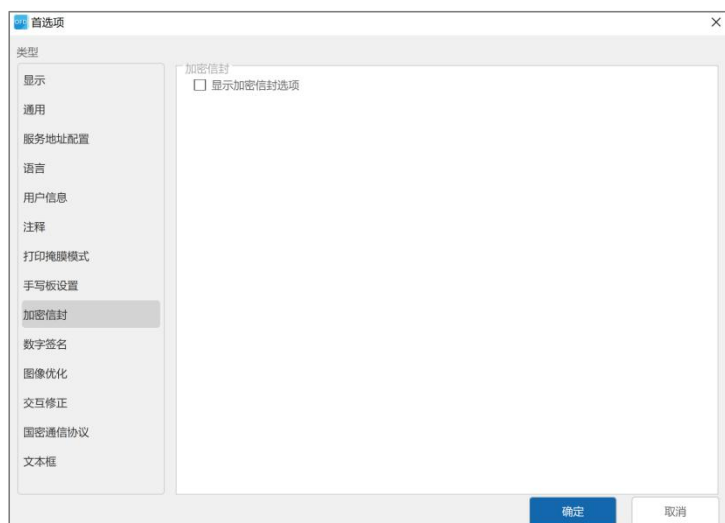 首选项
类型
显示
通用
服务地址配置
语言
用户信息
注释
打印掩膜模式
手写板设置
加密信封
数字签名
图像优化
交互修正
国密通信协议
文本框
加密信封
显示加密信封选项
确定
取消